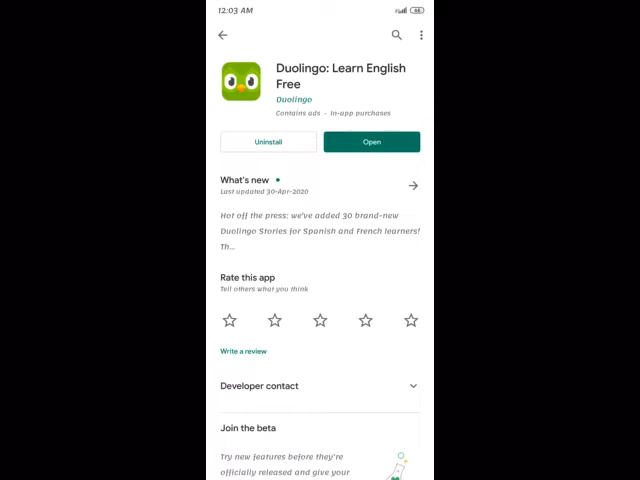 12:03 AM
68
Duolingo: Learn English
Free
Duolingo
Contains ads · In-app purchases
Uninstall
Open
What's new
Last updated 30-Apr-2020
Hot off the press: we've added 30 brand-new
Duolingo Stories for Spanish and French learners!
Th...
Rate this app
Tell others what you think
Write a review
Developer contact
Join the beta
Try new features before they're
officially released and give your